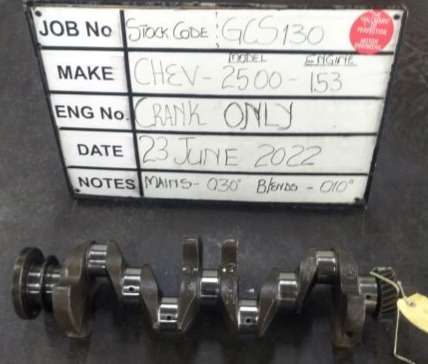 JOB No STOCK CODE : GCS130
MODEL ENGINE
MAKE CHEV - 2500 - 153
ENG No. CRANK ONLY
DATE 23 JUNE 2022
NOTES MAINS - 030" B/ENDS - 010"